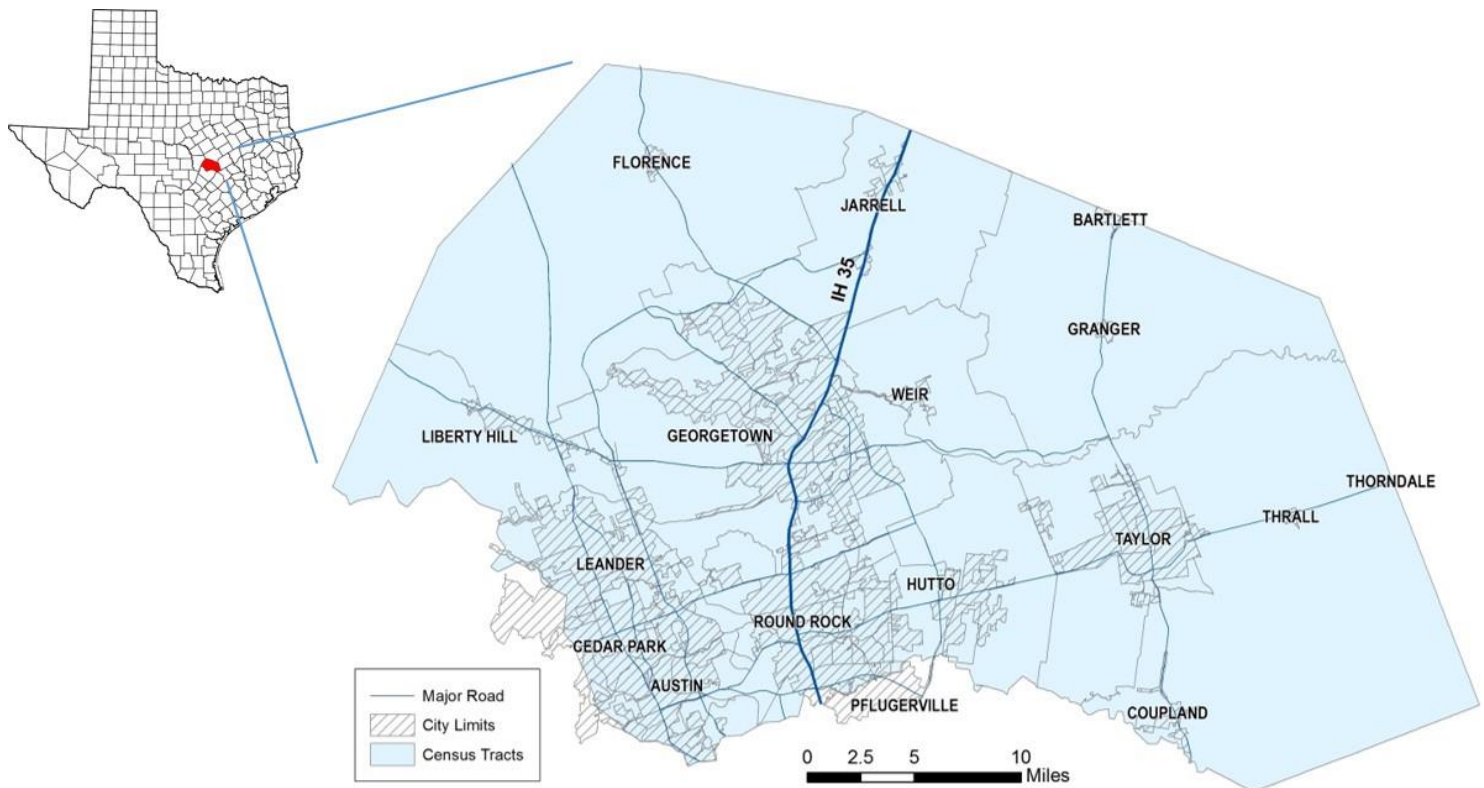 FLORENCE
JARRELL
BARTLETT
IH 35
GRANGER
WEIR
LIBERTY HILL
GEORGETOWN
THORNDALE
THRALL
TAYLOR
LEANDER
HUTTO
ROUND ROCK
CEDAR PARK
AUSTIN
PFLUGERVILLE
COUPLAND
Major Road
City Limits
Census Tracts
0 2.5 5 10
Miles